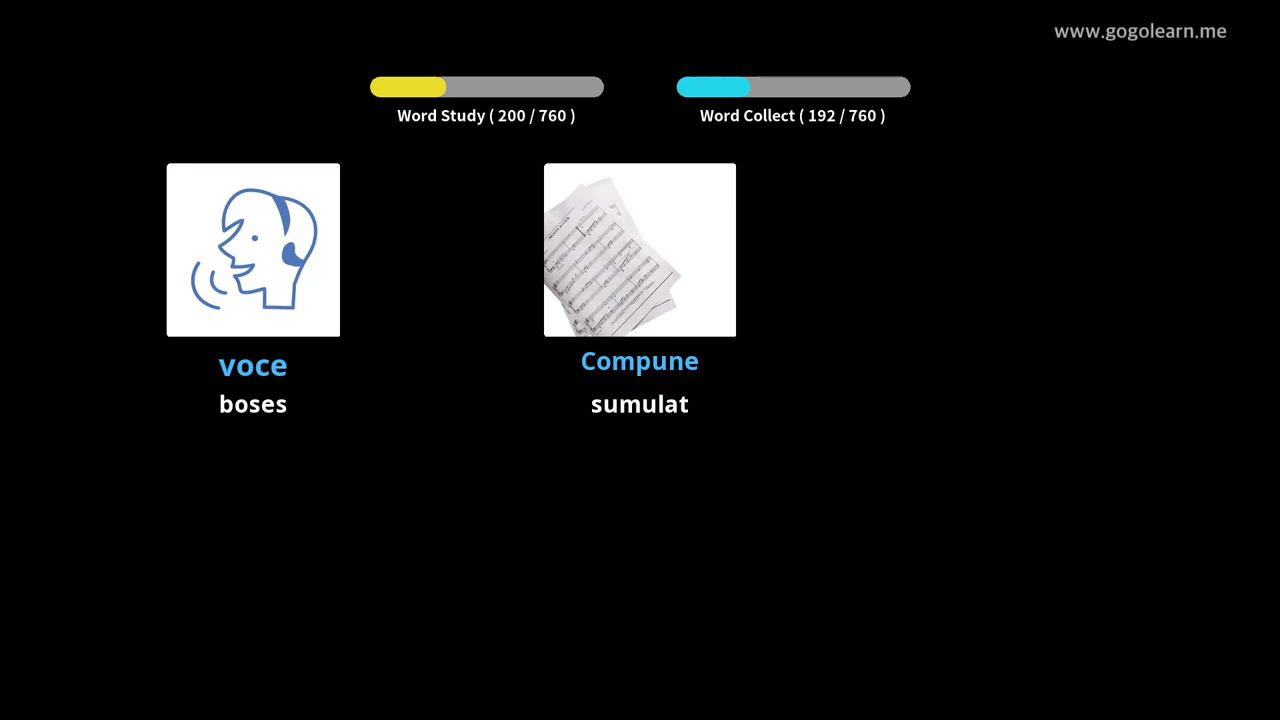 www.gogolearn.me
Word Study ( 200 / 760 )
Word Collect ( 192 / 760 )
voce
boses
Compune
sumulat